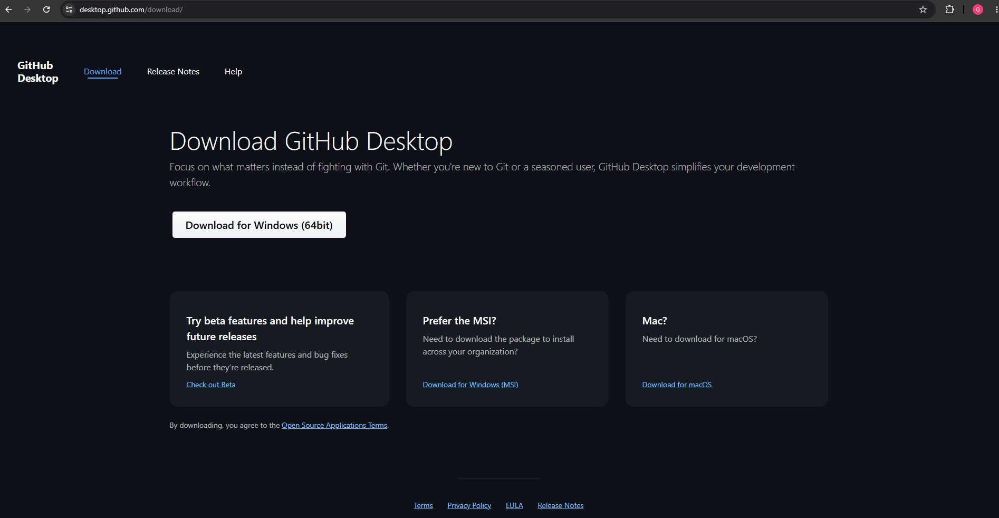 desktop.github.com/download/
G
GitHub
Desktop
Download
Release Notes
Help
Download GitHub Desktop
Focus on what matters instead of fighting with Git. Whether you're new to Git or a seasoned user, GitHub Desktop simplifies your development
workflow.
Download for Windows (64bit)
Try beta features and help improve
future releases
Experience the latest features and bug fixes
before they’re released.
Check out Beta
Prefer the MSI?
Need to download the package to install
across your organization?
Download for Windows (MSI)
Mac?
Need to download for macOS?
Download for macOS
By downloading, you agree to the Open Source Applications Terms.
Terms
Privacy Policy
EULA
Release Notes